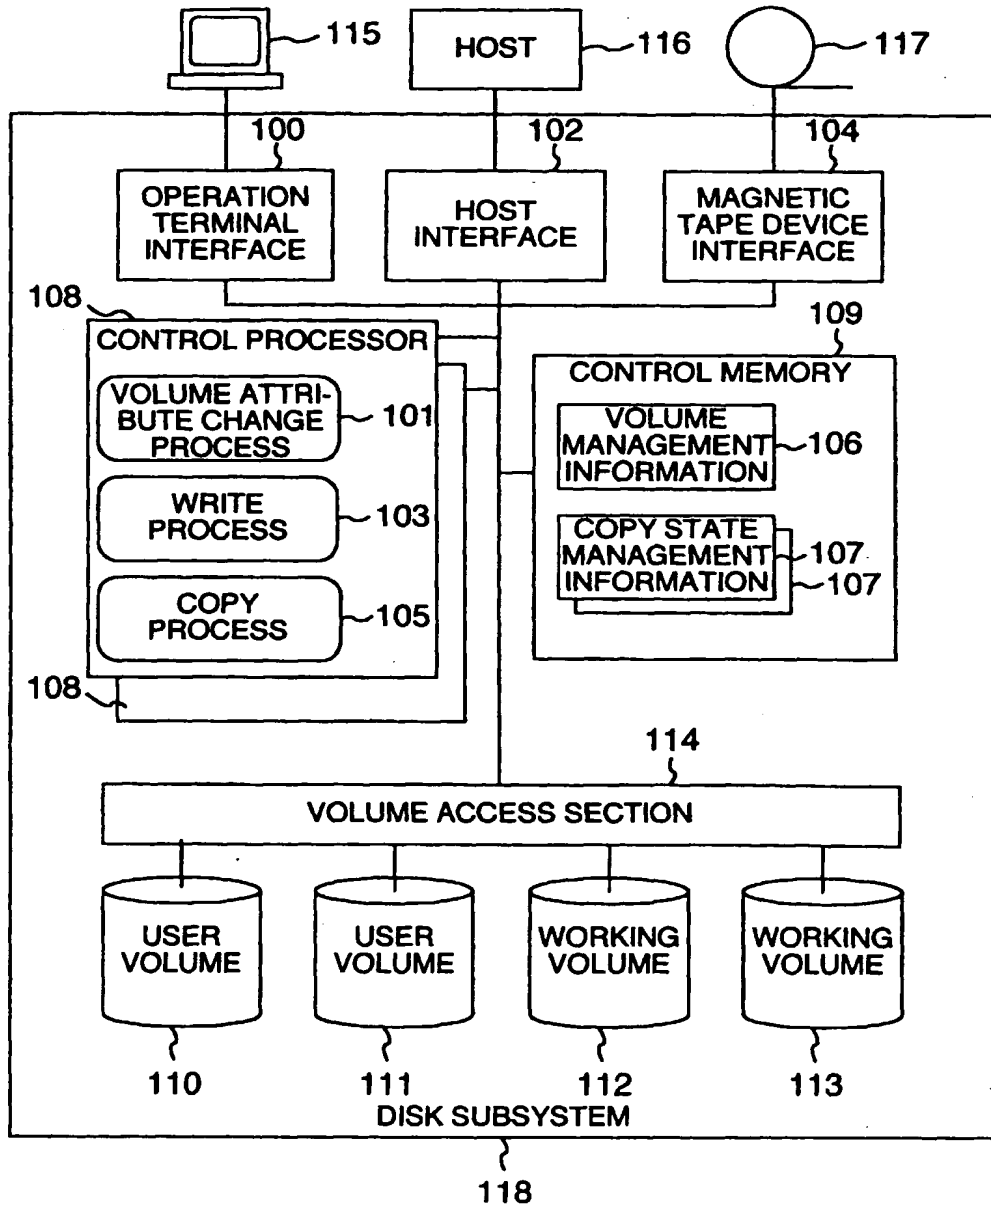 115
HOST
116
117
100
102
104
OPERATION
TERMINAL
INTERFACE
HOST
INTERFACE
MAGNETIC
TAPE DEVICE
INTERFACE
108
CONTROL PROCESSOR
VOLUME ATTRI-
BUTE CHANGE
PROCESS
101
WRITE
PROCESS
103
COPY
PROCESS
105
108
109
CONTROL MEMORY
VOLUME
MANAGEMENT
INFORMATION
106
COPY STATE
MANAGEMENT
INFORMATION
107
107
114
VOLUME ACCESS SECTION
USER
VOLUME
USER
VOLUME
WORKING
VOLUME
WORKING
VOLUME
110
111
112
113
DISK SUBSYSTEM
118